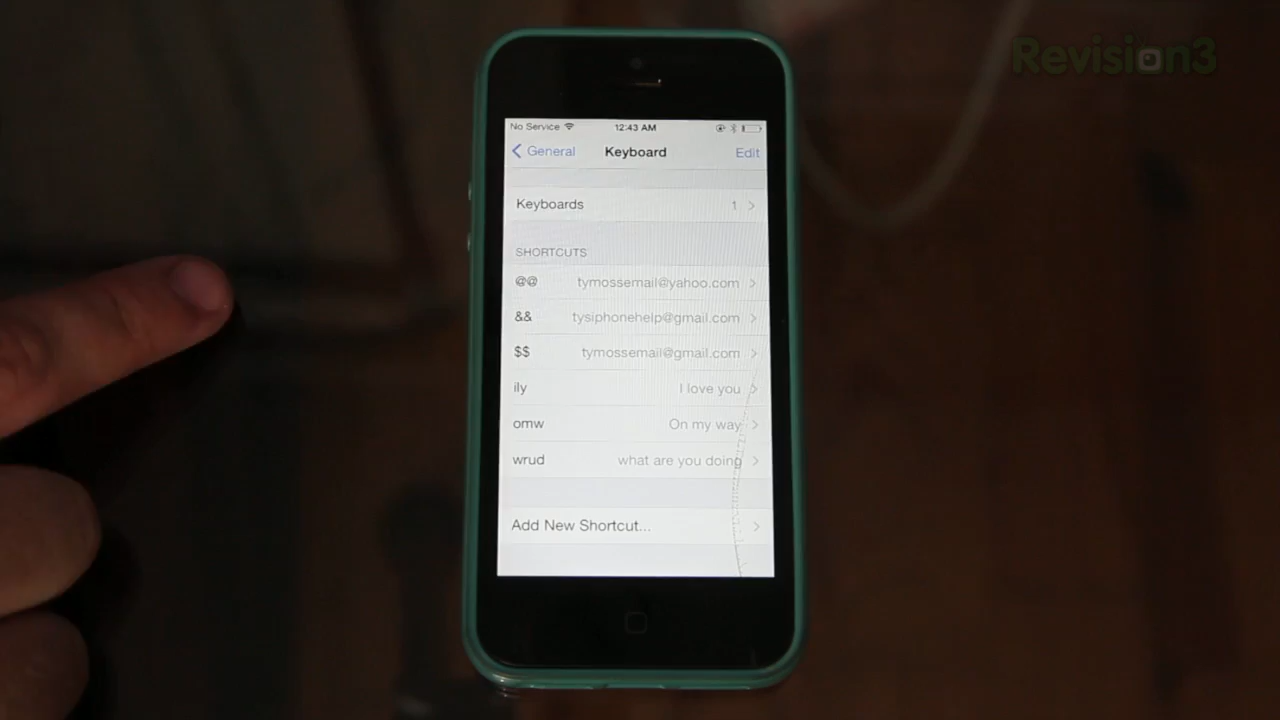 Revision3
No Service 12:43 AM
General Keyboard Edit
Keyboards 1
SHORTCUTS
@@ tymossemail@yahoo.com
&& tysiphonehelp@gmail.com
$$ tymossemail@gmail.com
ily I love you
omw On my way
wrud what are you doing
Add New Shortcut...